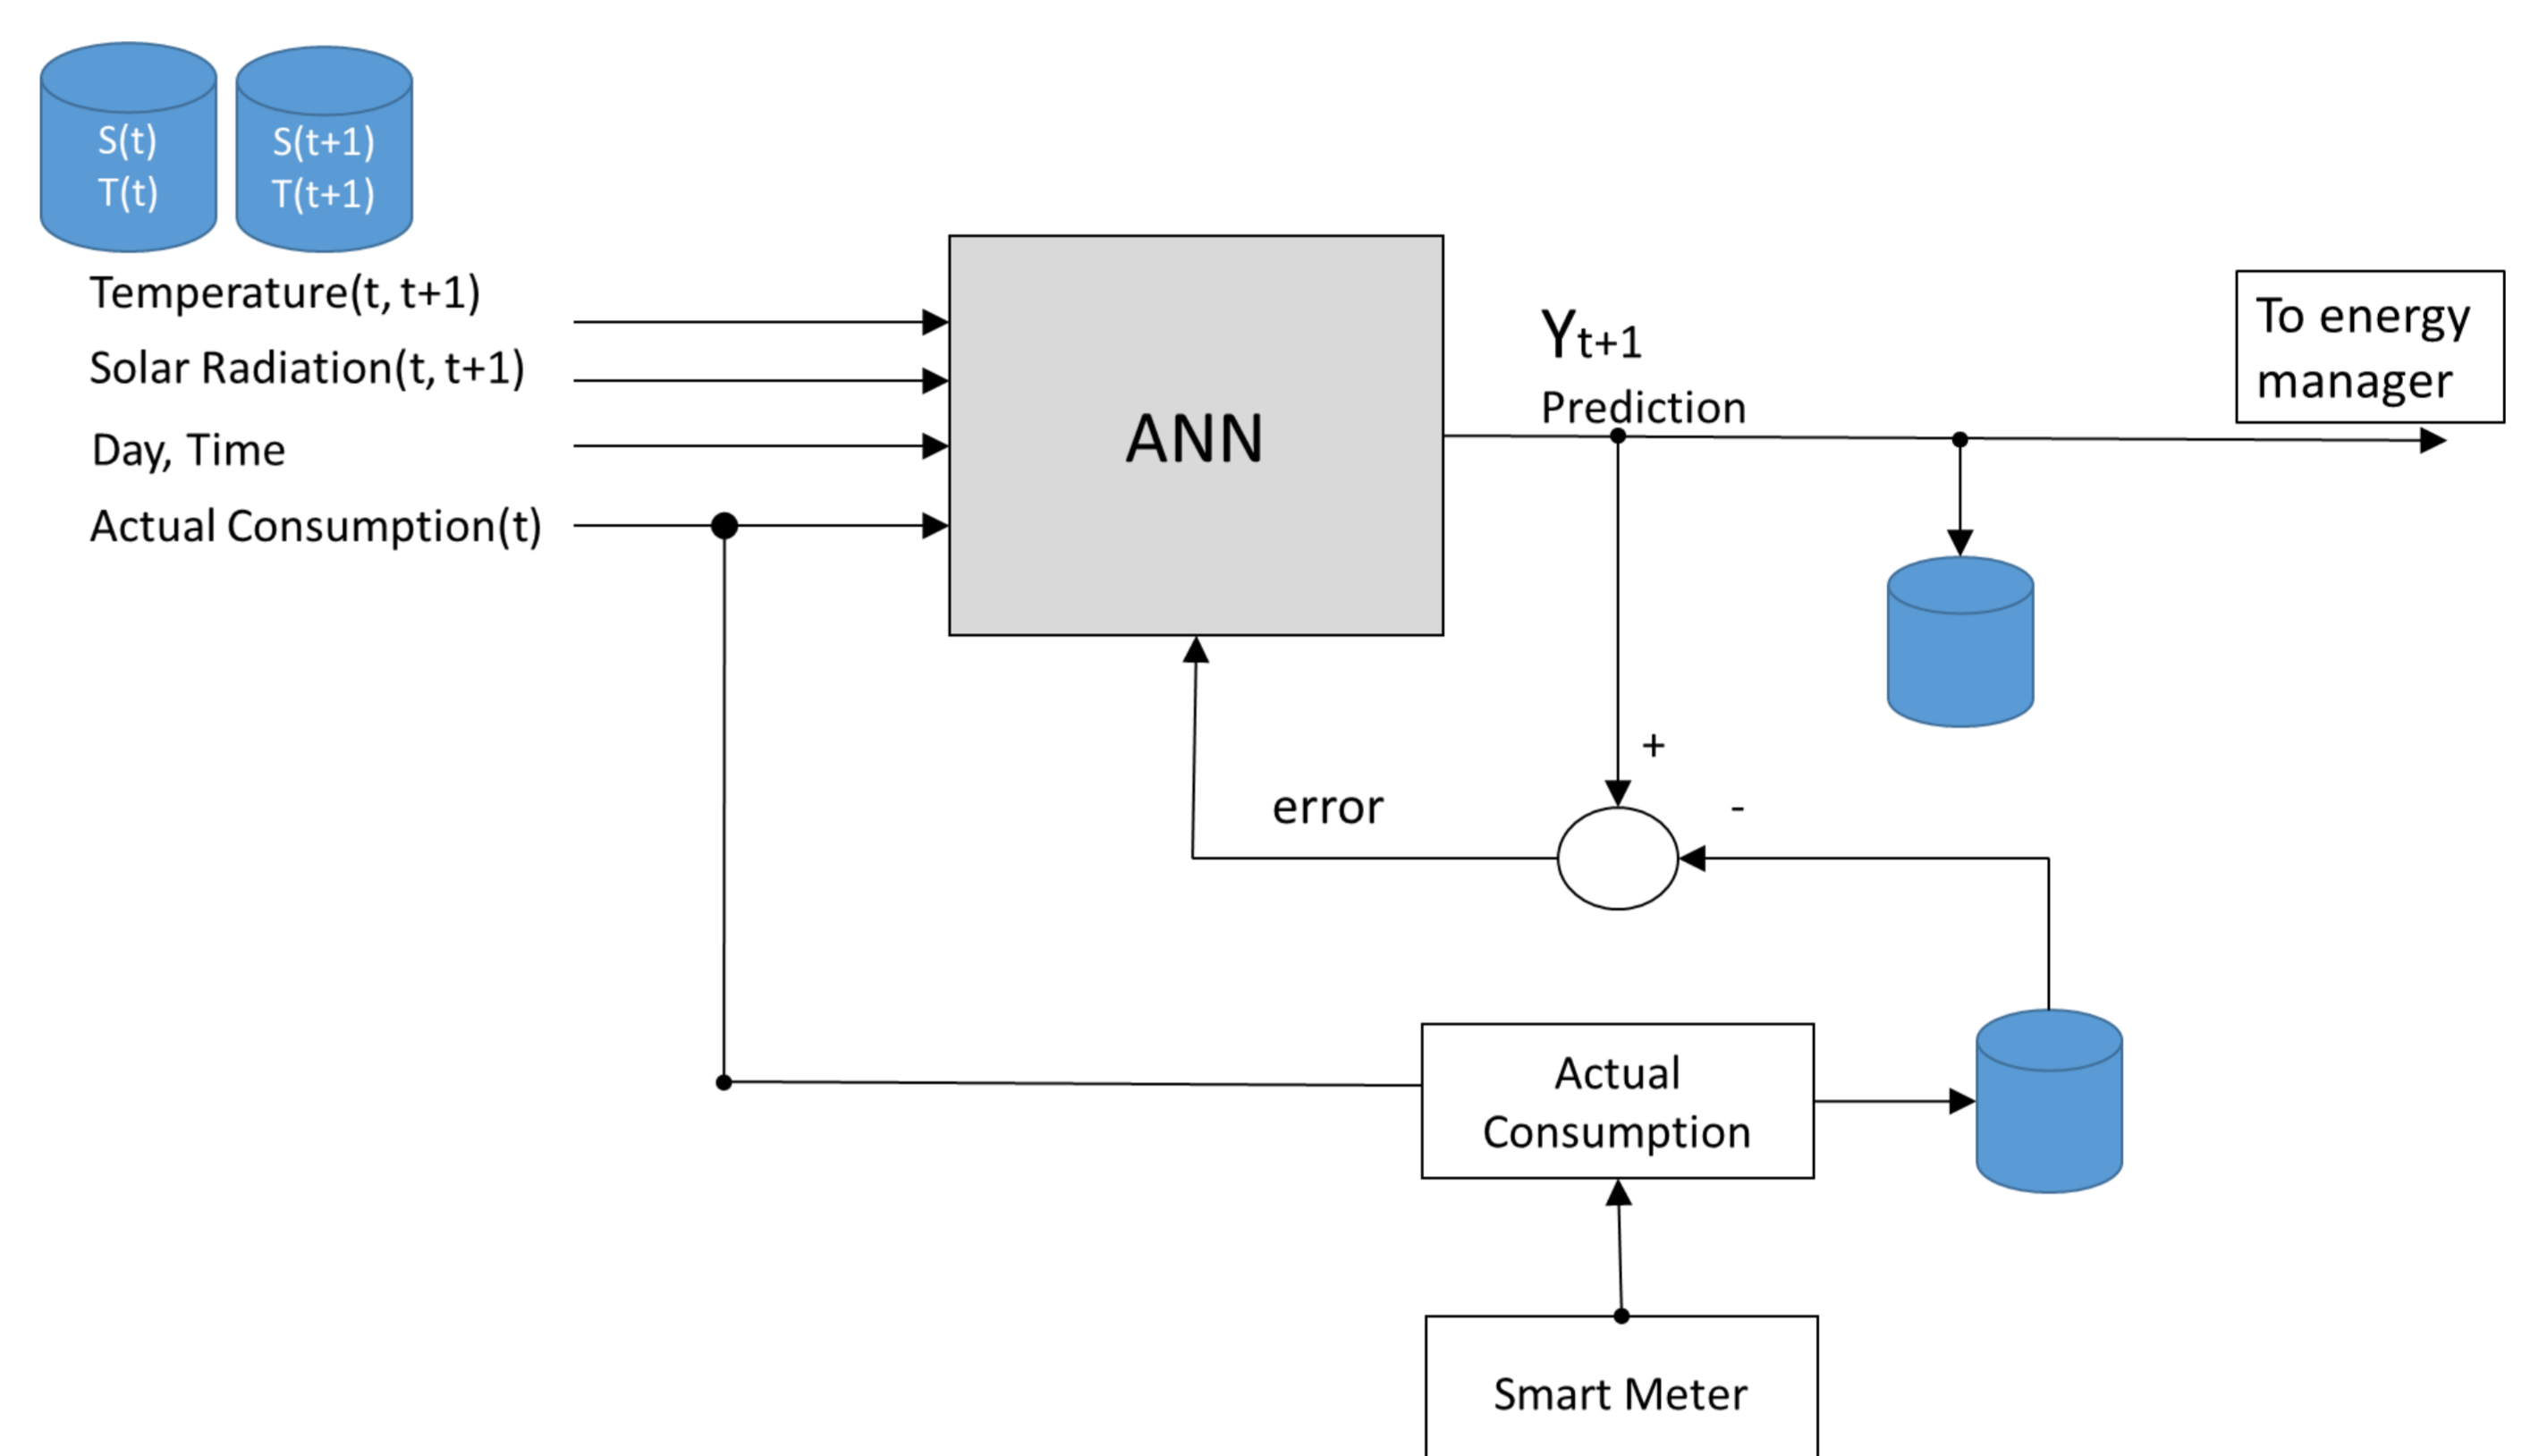 S(t)
T(t)
S(t+1)
T(t+1)
Temperature(t, t+1)
Solar Radiation(t, t+1)
Day, Time
Actual Consumption(t)
ANN
Yt+1
Prediction
To energy
manager
+
-
error
Actual
Consumption
Smart Meter